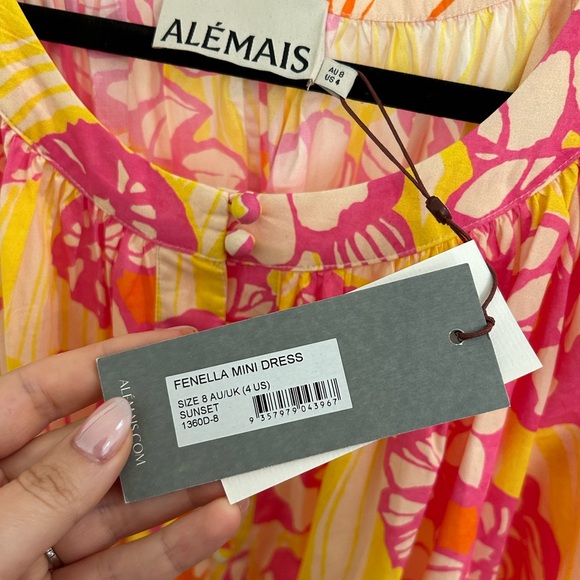 ALÉMAIS
AU 8
US 4
FENELLA MINI DRESS
SIZE 8 AU/UK (4 US)
SUNSET
1360D-8
9 357979 043967
ALÉMAIS.COM